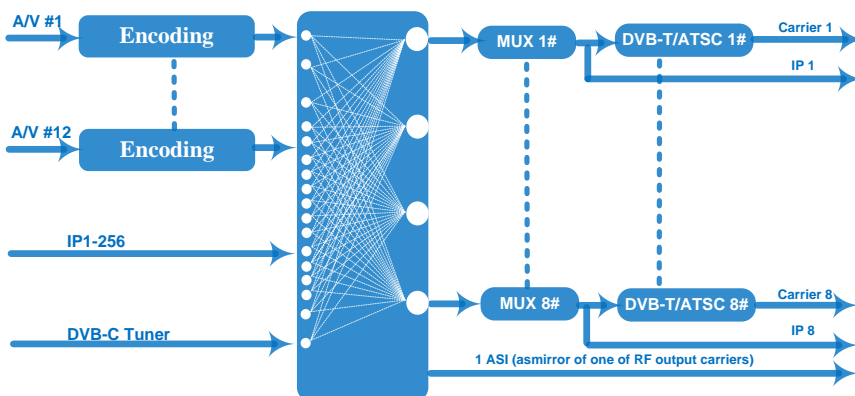 A/V #1
Encoding
MUX 1#
DVB-T/ATSC 1#
Carrier 1
IP 1
A/V #12
Encoding
IP1-256
MUX 8#
DVB-T/ATSC 8#
Carrier 8
IP 8
DVB-C Tuner
1 ASI (asmirror of one of RF output carriers)